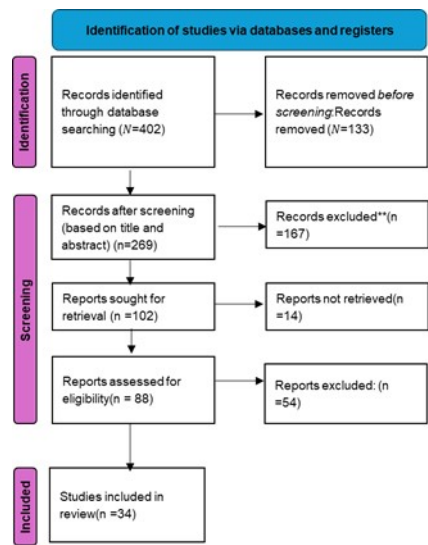 Identification of studies via databases and registers
Identification
Records identified
through database
searching (N=402)
Records removed before
screening:Records
removed (N=133)
Screening
Records after screening
(based on title and
abstract) (n=269)
Records excluded**(n
=167)
Reports sought for
retrieval (n =102)
Reports not retrieved(n
=14)
Reports assessed for
eligibility(n = 88)
Reports excluded: (n
=54)
Included
Studies included in
review(n =34)